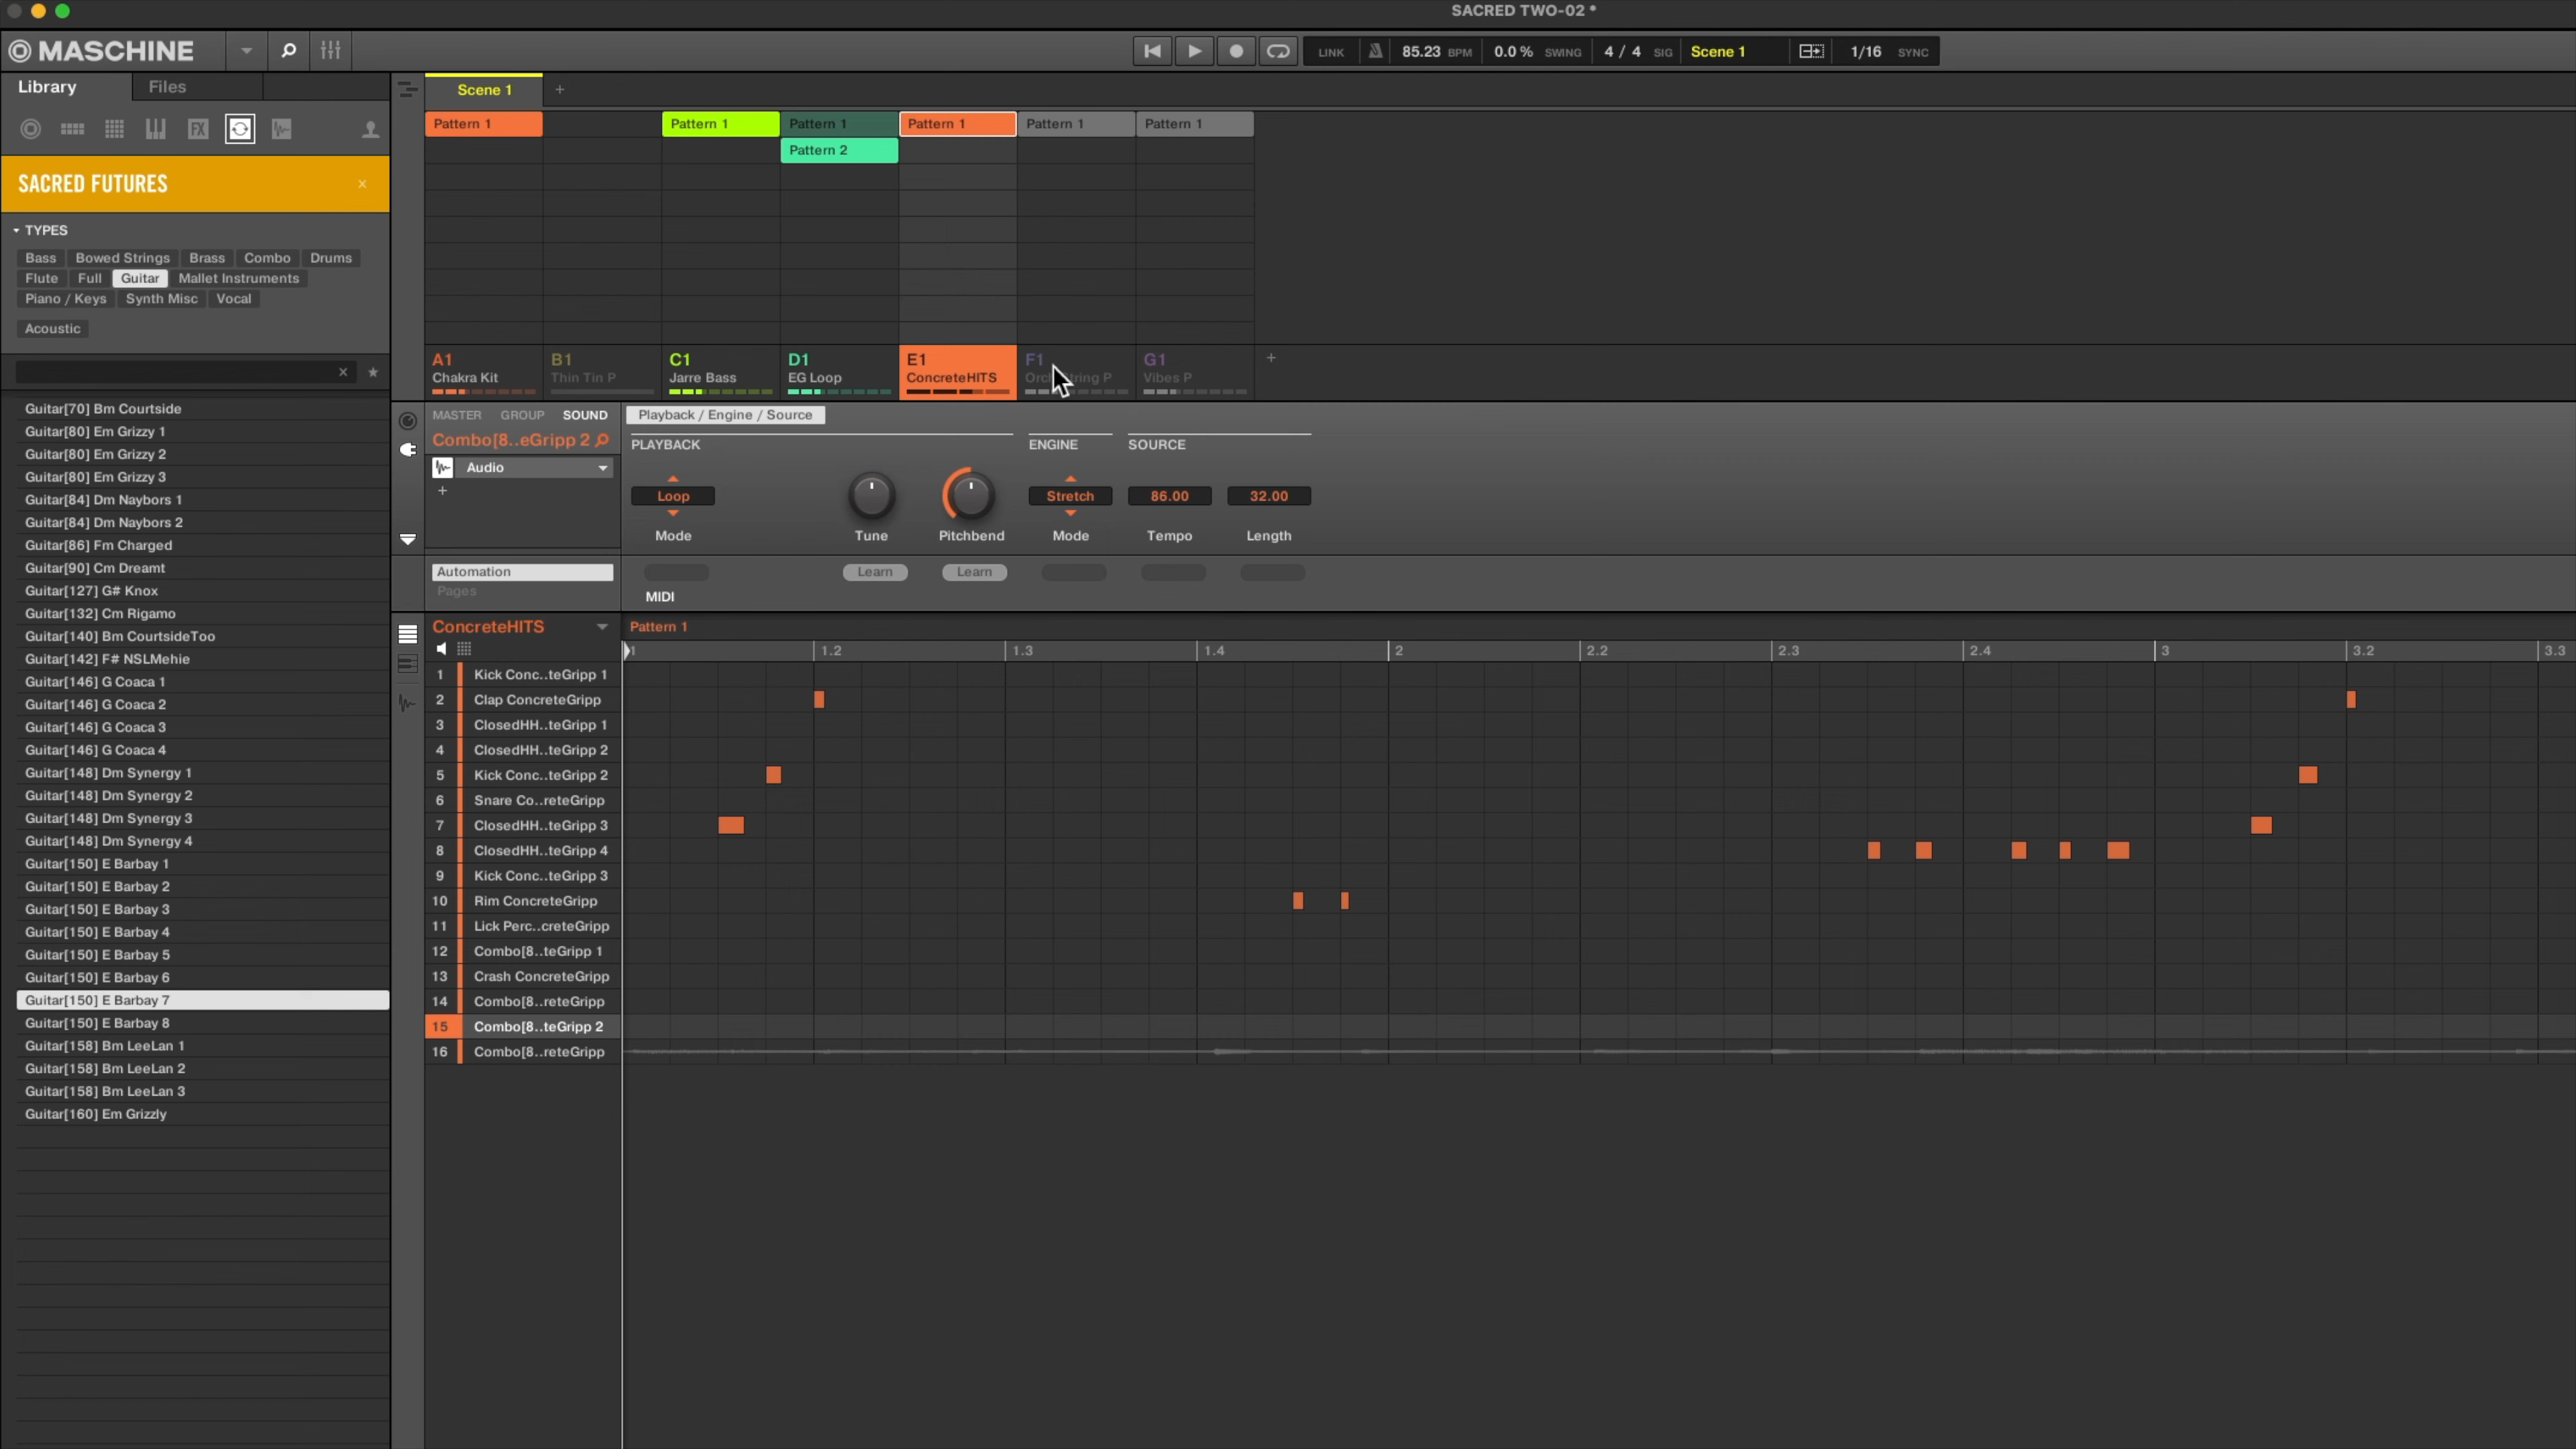 SACRED TWO-02 *
MASCHINE
LINK 85.23 BPM 0.0 % SWING 4 / 4 SIG Scene 1 1/16 SYNC
Library Files
Scene 1 +
FX
Pattern 1 Pattern 1 Pattern 1 Pattern 1 Pattern 1 Pattern 1
Pattern 2
SACRED FUTURES ×
TYPES
Bass Bowed Strings Brass Combo Drums
Flute Full Guitar Mallet Instruments
Piano / Keys Synth Misc Vocal
Acoustic
A1 B1 C1 D1 E1 F1 G1 +
Chakra Kit Thin Tin P Jarre Bass EG Loop ConcreteHITS Vibes P
MASTER GROUP SOUND Playback / Engine / Source
Combo[8..eGripp 2
PLAYBACK ENGINE SOURCE
Audio
+
Loop Stretch 86.00 32.00
Mode Tune Pitchbend Mode Tempo Length
Automation Learn Learn
Pages
MIDI
Guitar[70] Bm Courtside
Guitar[80] Em Grizzy 1
Guitar[80] Em Grizzy 2
Guitar[80] Em Grizzy 3
Guitar[84] Dm Naybors 1
Guitar[84] Dm Naybors 2
Guitar[86] Fm Charged
Guitar[90] Cm Dreamt
Guitar[127] G# Knox
Guitar[132] Cm Rigamo
Guitar[140] Bm CourtsideToo
Guitar[142] F# NSLMehie
Guitar[146] G Coaca 1
Guitar[146] G Coaca 2
Guitar[146] G Coaca 3
Guitar[146] G Coaca 4
Guitar[148] Dm Synergy 1
Guitar[148] Dm Synergy 2
Guitar[148] Dm Synergy 3
Guitar[148] Dm Synergy 4
Guitar[150] E Barbay 1
Guitar[150] E Barbay 2
Guitar[150] E Barbay 3
Guitar[150] E Barbay 4
Guitar[150] E Barbay 5
Guitar[150] E Barbay 6
Guitar[150] E Barbay 7
Guitar[150] E Barbay 8
Guitar[158] Bm LeeLan 1
Guitar[158] Bm LeeLan 2
Guitar[158] Bm LeeLan 3
Guitar[160] Em Grizzly
ConcreteHITS Pattern 1
1 1.2 1.3 1.4 2 2.2 2.3 2.4 3 3.2 3.3
1 Kick Conc..teGripp 1
2 Clap ConcreteGripp
3 ClosedHH..teGripp 1
4 ClosedHH..teGripp 2
5 Kick Conc..teGripp 2
6 Snare Co..reteGripp
7 ClosedHH..teGripp 3
8 ClosedHH..teGripp 4
9 Kick Conc..teGripp 3
10 Rim ConcreteGripp
11 Lick Perc..creteGripp
12 Combo[8..teGripp 1
13 Crash ConcreteGripp
14 Combo[8..reteGripp
15 Combo[8..teGripp 2
16 Combo[8..reteGripp